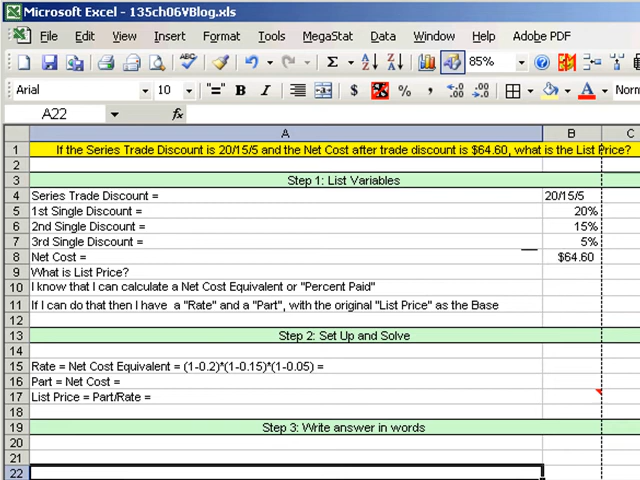 Microsoft Excel - 135ch06VBlog.xls
File Edit View Insert Format Tools MegaStat Data Window Help Adobe PDF
85%
Arial 10 "=" B I $ % , A Nor
A22 fx
A B C
1 If the Series Trade Discount is 20/15/5 and the Net Cost after trade discount is $64.60, what is the List Price?
2
3 Step 1: List Variables
4 Series Trade Discount = 20/15/5
5 1st Single Discount = 20%
6 2nd Single Discount = 15%
7 3rd Single Discount = 5%
8 Net Cost = $64.60
9 What is List Price?
10 I know that I can calculate a Net Cost Equivalent or "Percent Paid"
11 If I can do that then I have a "Rate" and a "Part", with the original "List Price" as the Base
12
13 Step 2: Set Up and Solve
14
15 Rate = Net Cost Equivalent = (1-0.2)*(1-0.15)*(1-0.05) =
16 Part = Net Cost =
17 List Price = Part/Rate =
18
19 Step 3: Write answer in words
20
21
22